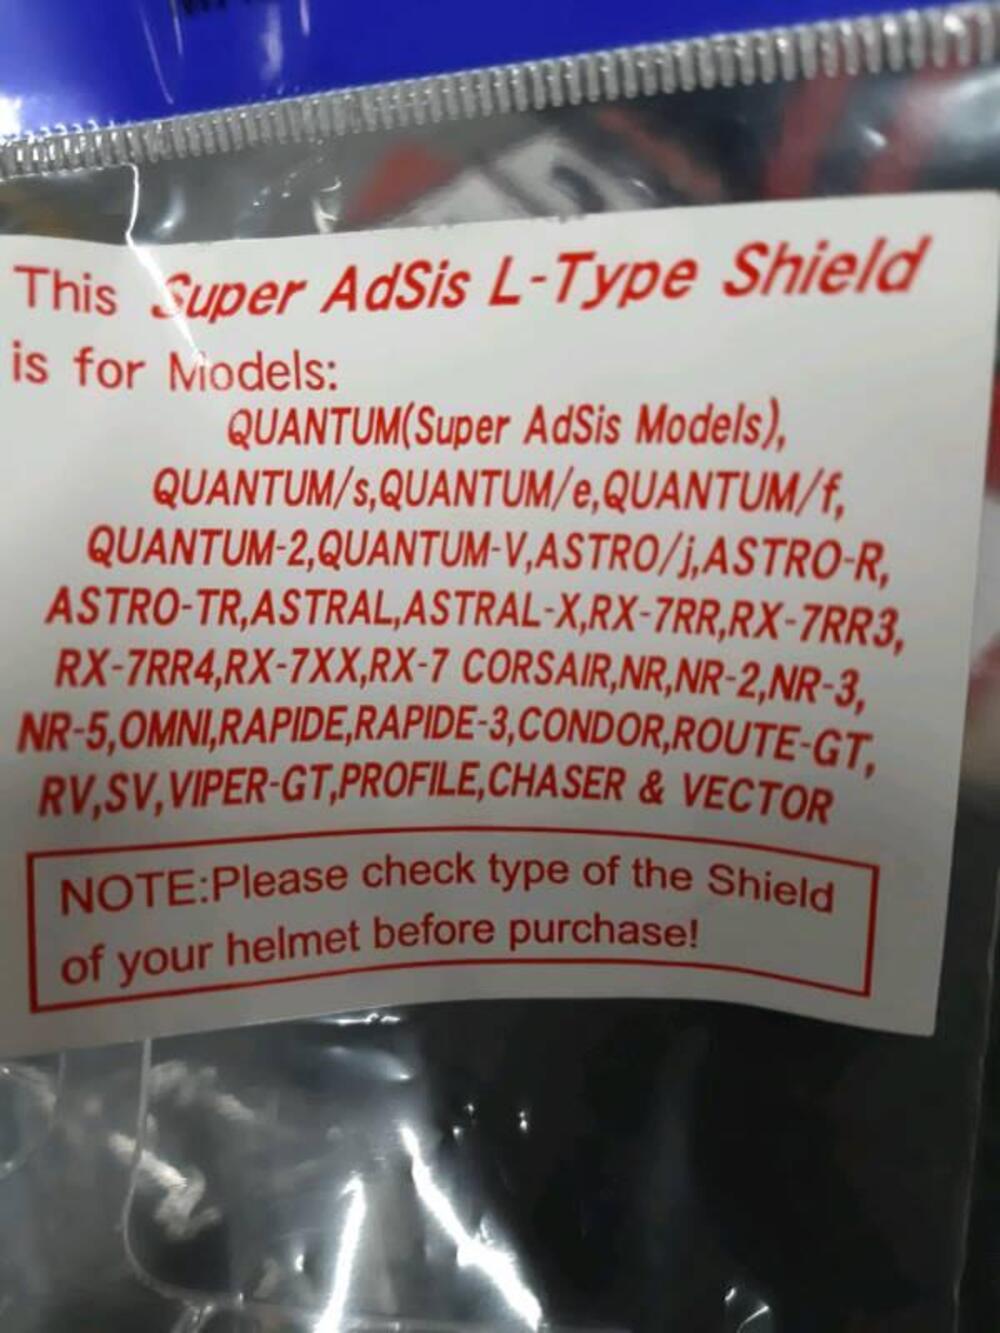 This Super AdSis L-Type Shield
is for Models:
QUANTUM(Super AdSis Models),
QUANTUM/s,QUANTUM/e,QUANTUM/f,
QUANTUM-2,QUANTUM-V,ASTRO/j,ASTRO-R,
ASTRO-TR,ASTRAL,ASTRAL-X,RX-7RR,RX-7RR3,
RX-7RR4,RX-7XX,RX-7 CORSAIR,NR,NR-2,NR-3,
NR-5,OMNI,RAPIDE,RAPIDE-3,CONDOR,ROUTE-GT,
RV,SV,VIPER-GT,PROFILE,CHASER & VECTOR
NOTE:Please check type of the Shield
of your helmet before purchase!